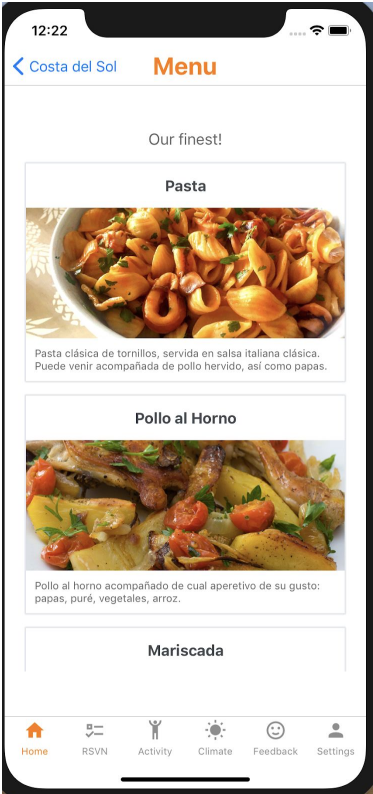 12:22
Costa del Sol
Menu
Our finest!
Pasta
Pasta clásica de tornillos, servida en salsa italiana clásica.
Puede venir acompañada de pollo hervido, así como papas.
Pollo al Horno
Pollo al horno acompañado de cual aperetivo de su gusto:
papas, puré, vegetales, arroz.
Mariscada
Home RSVN Activity Climate Feedback Settings